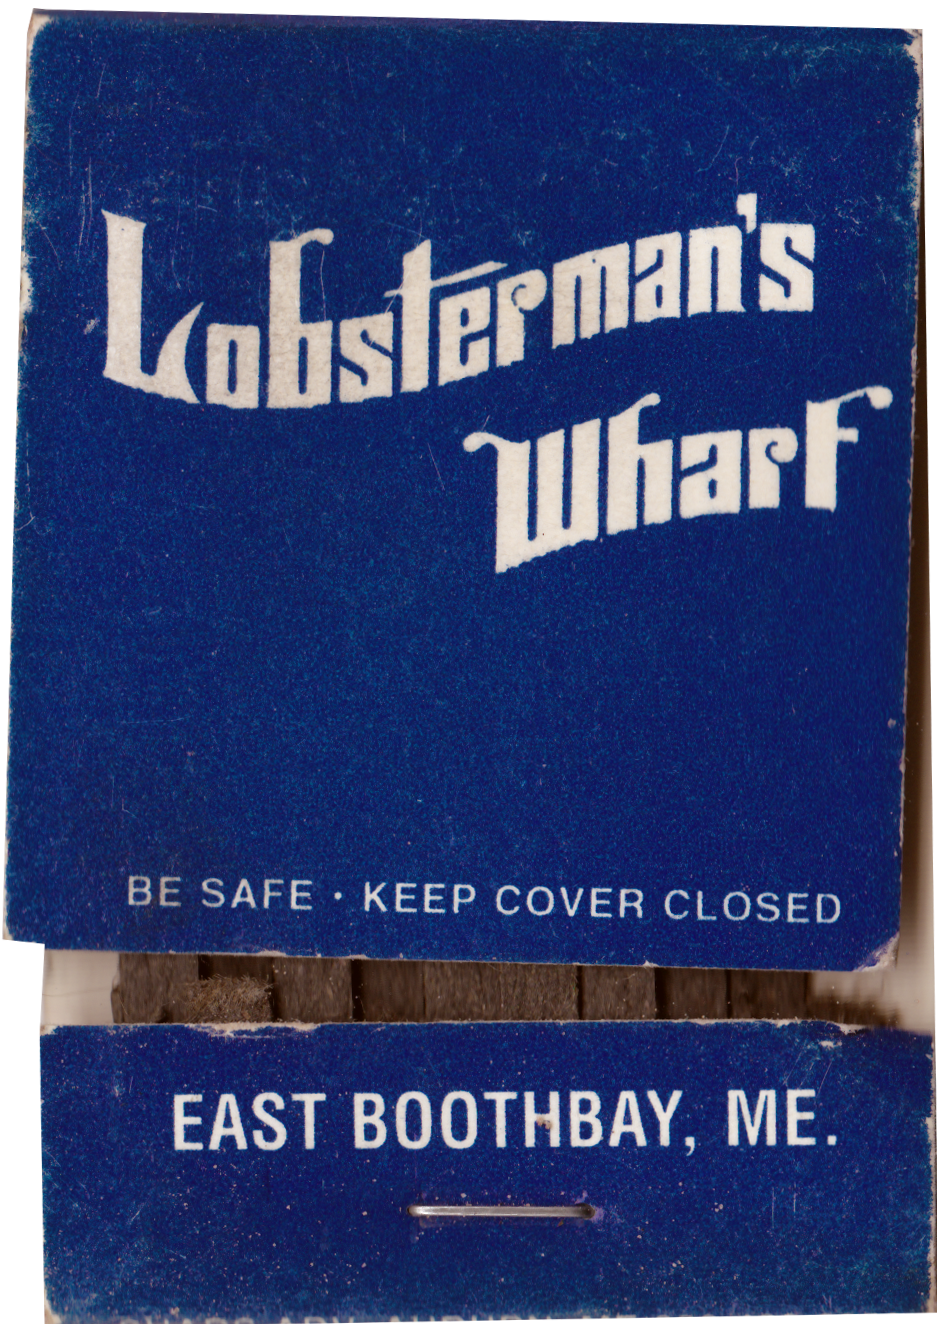 Lobsterman's
Wharf
BE SAFE · KEEP COVER CLOSED
EAST BOOTHBAY, ME.